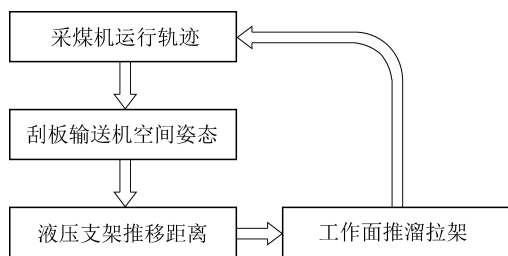 采煤机运行轨迹
刮板输送机空间姿态
液压支架推移距离
工作面推溜拉架